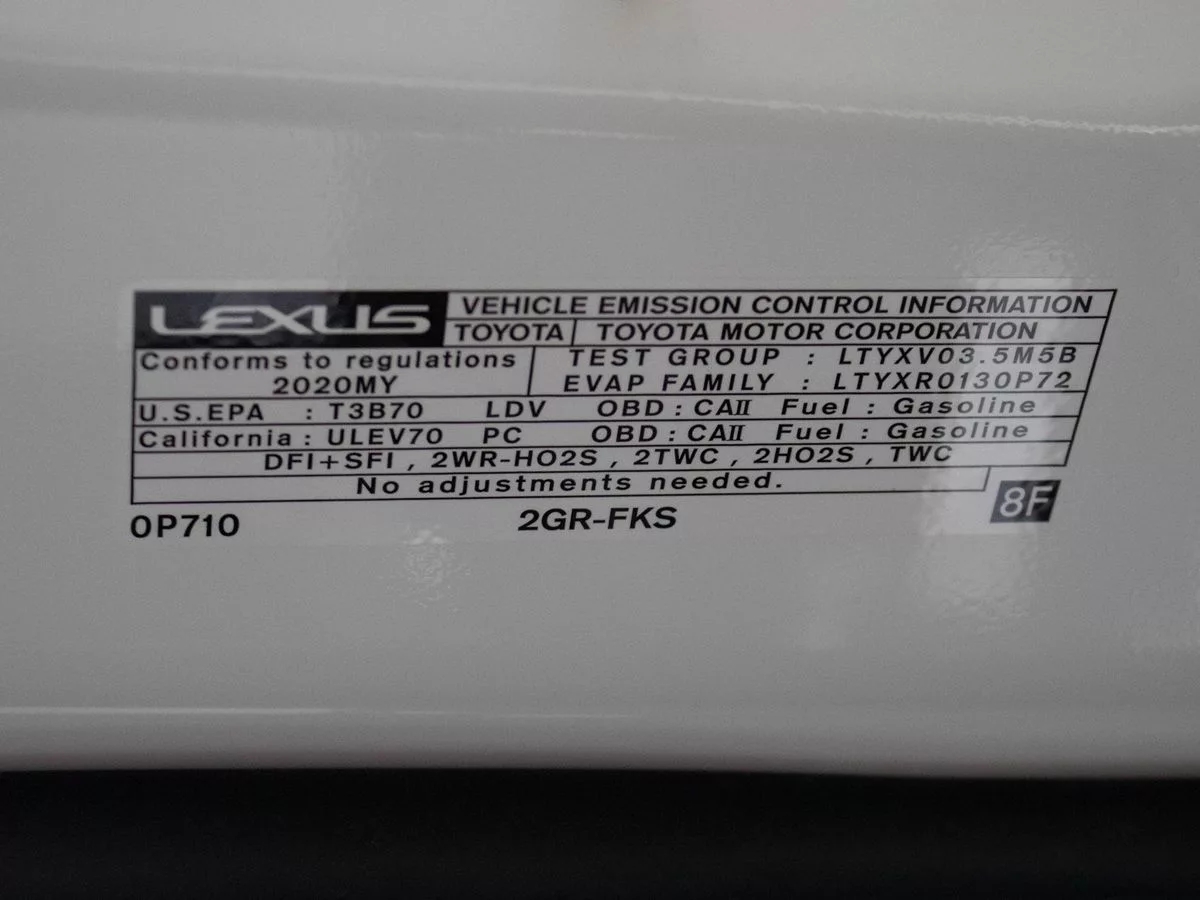 LEXUS VEHICLE EMISSION CONTROL INFORMATION
TOYOTA TOYOTA MOTOR CORPORATION
Conforms to regulations
2020MY
TEST GROUP : LTYXV03.5M5B
EVAP FAMILY : LTYXR0130P72
U.S.EPA : T3B70 LDV OBD : CAII Fuel : Gasoline
California : ULEV70 PC OBD : CAII Fuel : Gasoline
DFI+SFI , 2WR-HO2S , 2TWC , 2HO2S , TWC
No adjustments needed.
0P710 2GR-FKS 8F